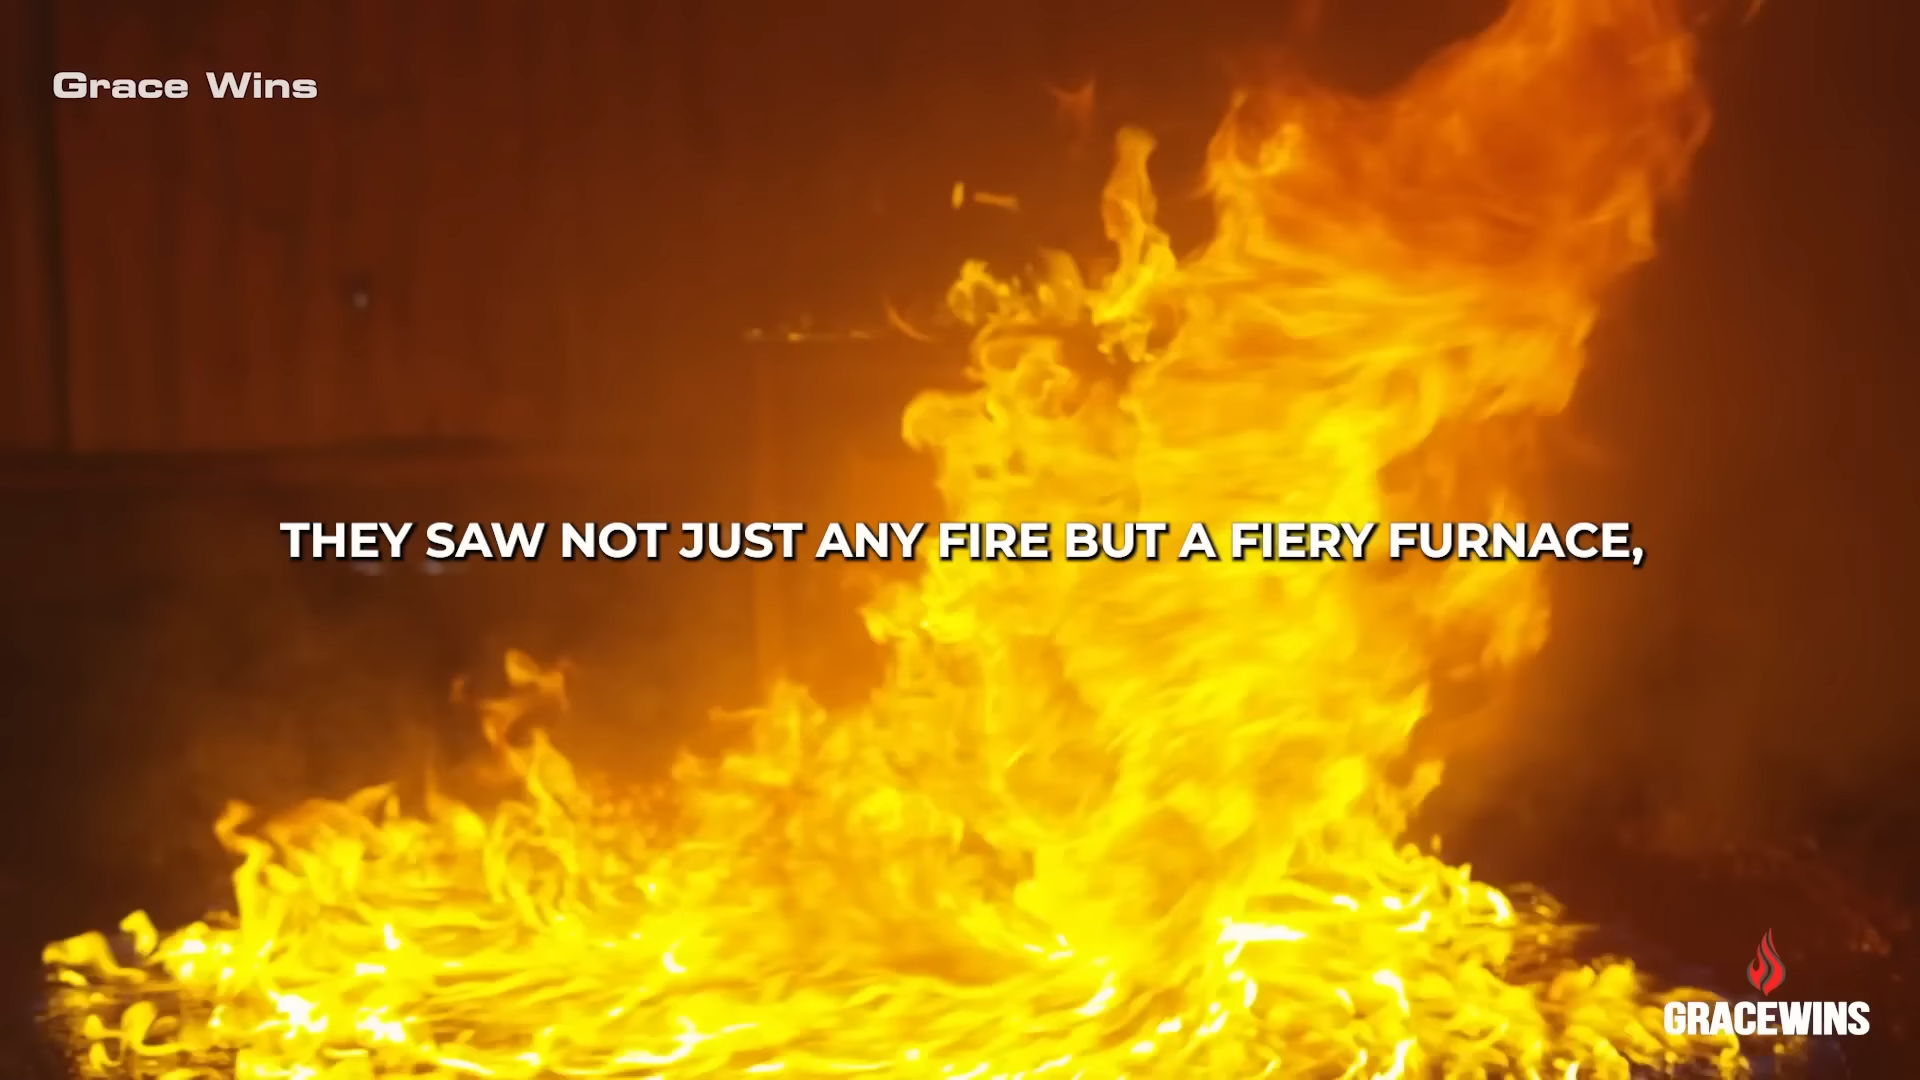 Grace Wins
THEY SAW NOT JUST ANY FIRE BUT A FIERY FURNACE,
GRACEWINS